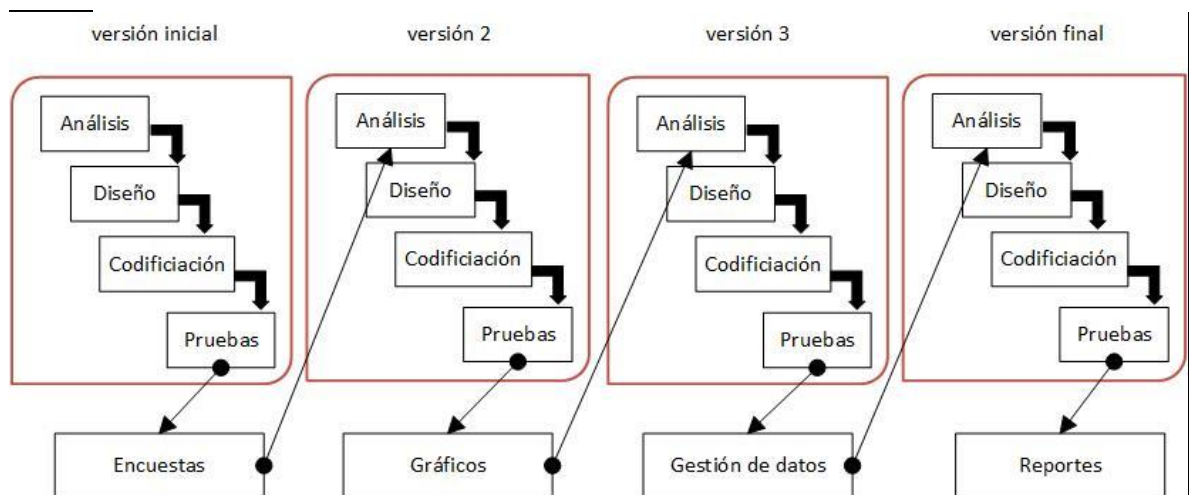 versión inicial
versión 2
versión 3
versión final
Análisis
Diseño
Codificiación
Pruebas
Encuestas
Análisis
Diseño
Codificiación
Pruebas
Gráficos
Análisis
Diseño
Codificiación
Pruebas
Gestión de datos
Análisis
Diseño
Codificiación
Pruebas
Reportes